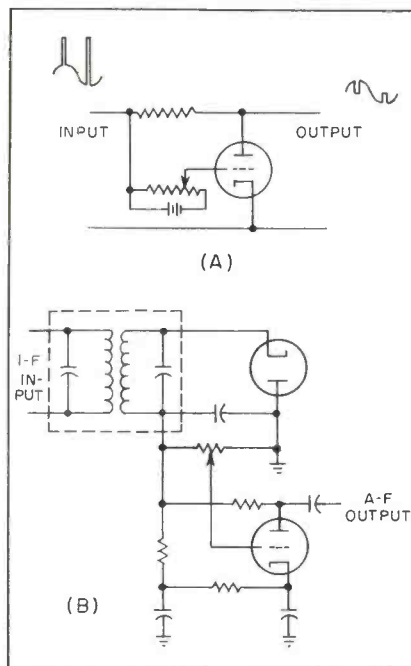 INPUT
OUTPUT
(A)
I-F
IN-
PUT
A-F
OUTPUT
(B)